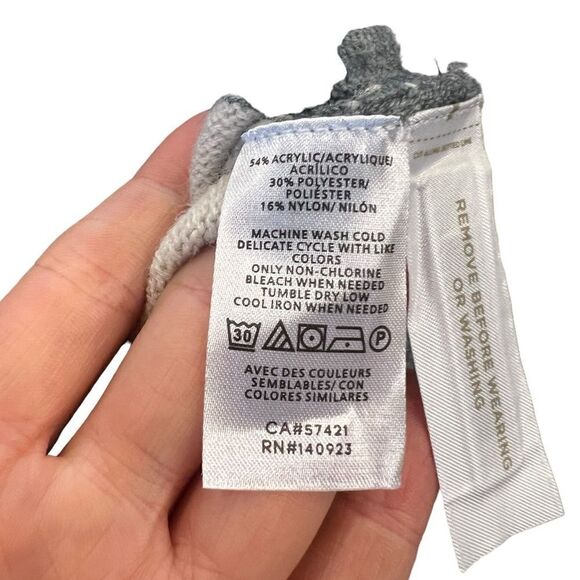 54% ACRYLIC/ACRYLIQUE/
ACRÍLICO
30% POLYESTER/
POLIÉSTER
16% NYLON/ NILÓN
MACHINE WASH COLD
DELICATE CYCLE WITH LIKE
COLORS
ONLY NON-CHLORINE
BLEACH WHEN NEEDED
TUMBLE DRY LOW
COOL IRON WHEN NEEDED
30 P
AVEC DES COULEURS
SEMBLABLES/ CON
COLORES SIMILARES
CA#57421
RN#140923
REMOVE BEFORE WEARING
OR WASHING